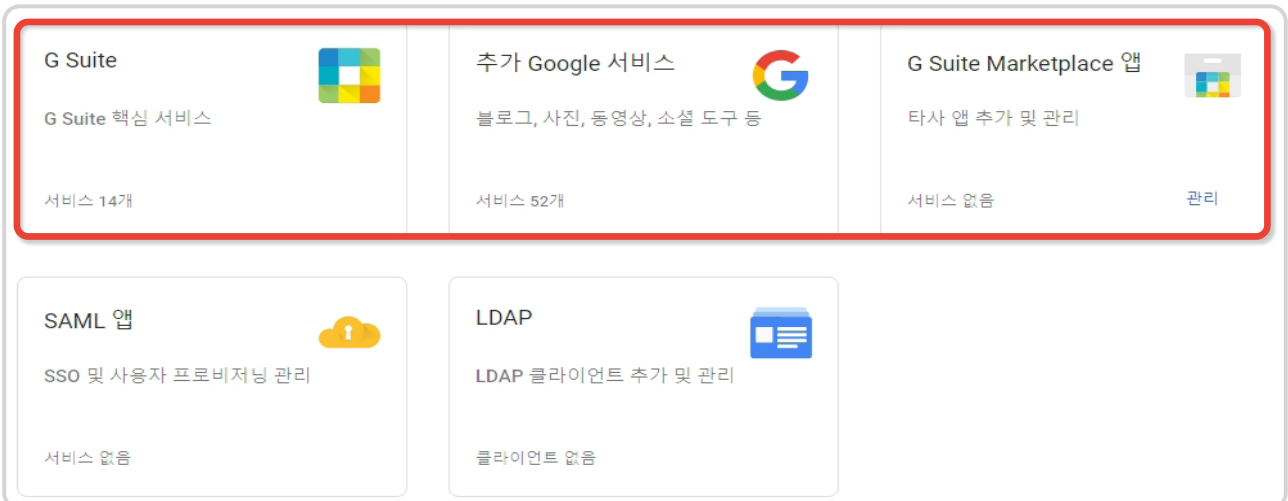 G Suite
G Suite 핵심 서비스
서비스 14개
추가 Google 서비스
블로그, 사진, 동영상, 소셜 도구 등
서비스 52개
G Suite Marketplace 앱
타사 앱 추가 및 관리
서비스 없음
관리
SAML 앱
SSO 및 사용자 프로비저닝 관리
서비스 없음
LDAP
LDAP 클라이언트 추가 및 관리
클라이언트 없음